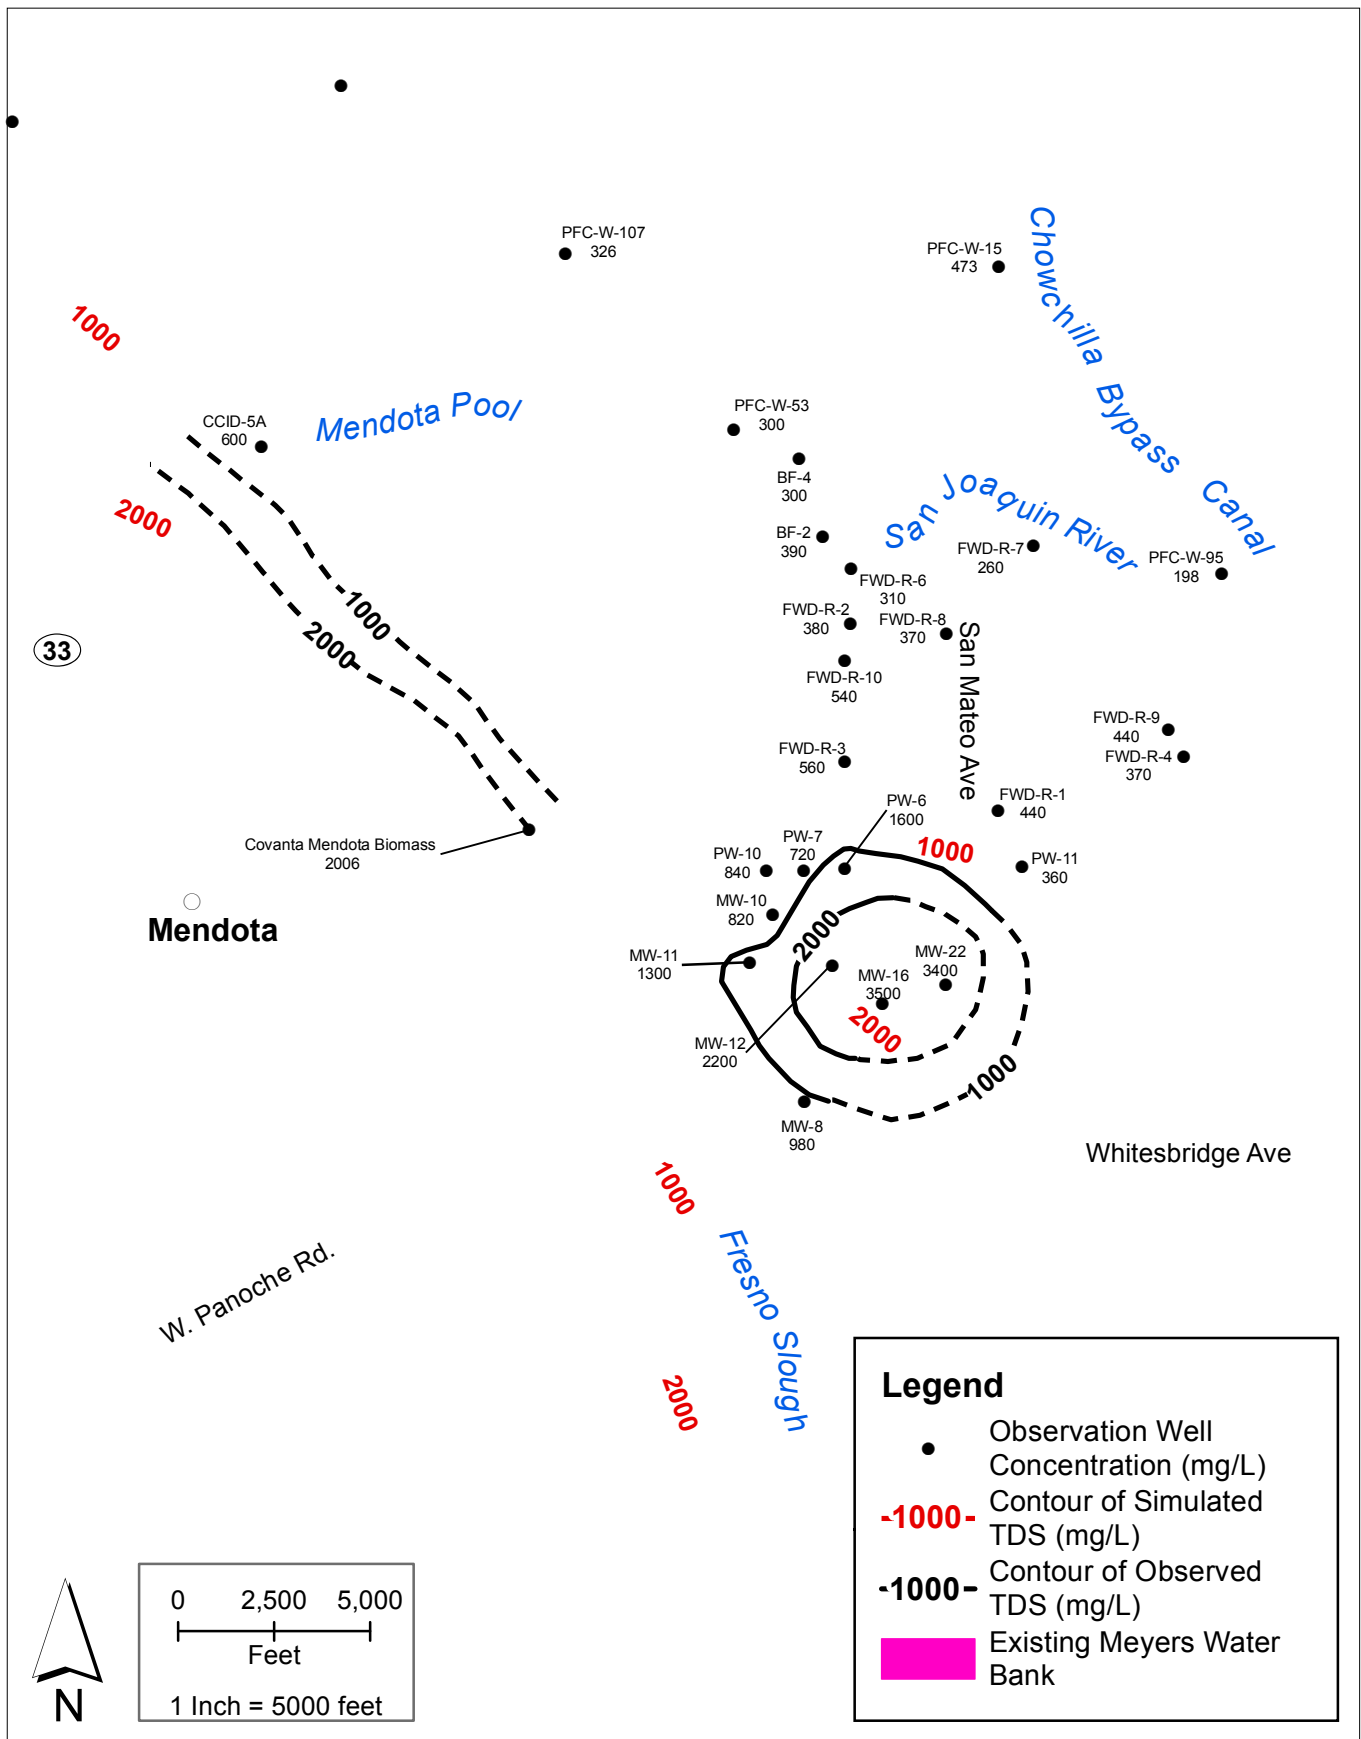 PFC-W-107
326
PFC-W-15
473
Chowchilla Bypass Canal
1000
Mendota Pool
CCID-5A
600
PFC-W-53
300
BF-4
300
2000
San Joaquin River
BF-2
390
FWD-R-7
260
PFC-W-95
198
FWD-R-6
310
FWD-R-2
380
FWD-R-8
370
1000
2000
33
San Mateo Ave
FWD-R-10
540
FWD-R-9
440
FWD-R-4
370
FWD-R-3
560
FWD-R-1
440
PW-6
1600
Covanta Mendota Biomass
2006
PW-7
720
PW-10
840
1000
PW-11
360
Mendota
MW-10
820
2000
MW-11
1300
MW-22
3400
MW-16
3500
2000
MW-12
2200
1000
MW-8
980
Whitesbridge Ave
1000
Fresno Slough
W. Panoche Rd.
2000
Legend
Observation Well
Concentration (mg/L)
-1000-
Contour of Simulated
TDS (mg/L)
-1000-
Contour of Observed
TDS (mg/L)
Existing Meyers Water
Bank
N
0 2,500 5,000
Feet
1 Inch = 5000 feet